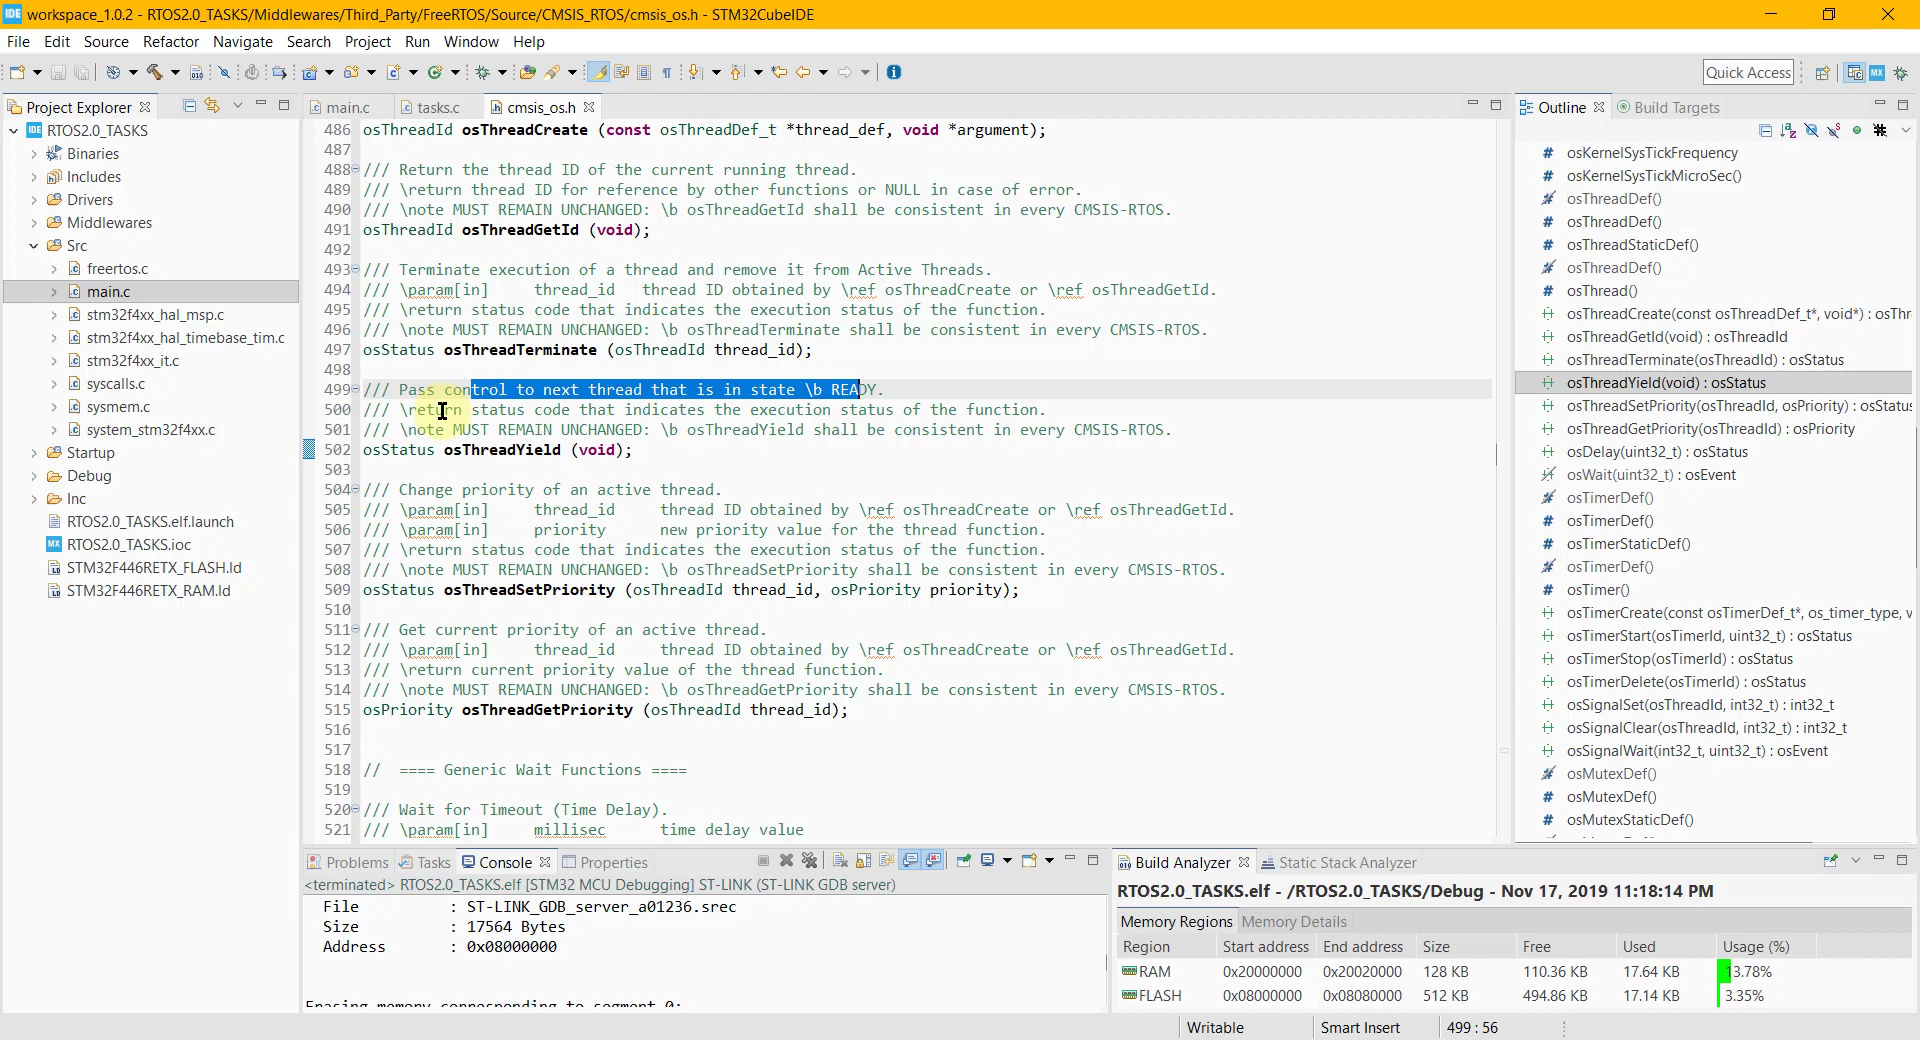 workspace_1.0.2 - RTOS2.0_TASKS/Middlewares/Third_Party/FreeRTOS/Source/CMSIS_RTOS/cmsis_os.h - STM32CubeIDE
File Edit Source Refactor Navigate Search Project Run Window Help
Quick Access
Project Explorer
RTOS2.0_TASKS
Binaries
Includes
Drivers
Middlewares
Src
freertos.c
main.c
stm32f4xx_hal_msp.c
stm32f4xx_hal_timebase_tim.c
stm32f4xx_it.c
syscalls.c
sysmem.c
system_stm32f4xx.c
Startup
Debug
Inc
RTOS2.0_TASKS.elf.launch
RTOS2.0_TASKS.ioc
STM32F446RETX_FLASH.ld
STM32F446RETX_RAM.ld
main.c tasks.c cmsis_os.h
486 osThreadId osThreadCreate (const osThreadDef_t *thread_def, void *argument);
487
488 /// Return the thread ID of the current running thread.
489 /// \return thread ID for reference by other functions or NULL in case of error.
490 /// \note MUST REMAIN UNCHANGED: \b osThreadGetId shall be consistent in every CMSIS-RTOS.
491 osThreadId osThreadGetId (void);
492
493 /// Terminate execution of a thread and remove it from Active Threads.
494 /// \param[in]     thread_id   thread ID obtained by \ref osThreadCreate or \ref osThreadGetId.
495 /// \return status code that indicates the execution status of the function.
496 /// \note MUST REMAIN UNCHANGED: \b osThreadTerminate shall be consistent in every CMSIS-RTOS.
497 osStatus osThreadTerminate (osThreadId thread_id);
498
499 /// Pass control to next thread that is in state \b READY.
500 /// \return status code that indicates the execution status of the function.
501 /// \note MUST REMAIN UNCHANGED: \b osThreadYield shall be consistent in every CMSIS-RTOS.
502 osStatus osThreadYield (void);
503
504 /// Change priority of an active thread.
505 /// \param[in]     thread_id     thread ID obtained by \ref osThreadCreate or \ref osThreadGetId.
506 /// \param[in]     priority      new priority value for the thread function.
507 /// \return status code that indicates the execution status of the function.
508 /// \note MUST REMAIN UNCHANGED: \b osThreadSetPriority shall be consistent in every CMSIS-RTOS.
509 osStatus osThreadSetPriority (osThreadId thread_id, osPriority priority);
510
511 /// Get current priority of an active thread.
512 /// \param[in]     thread_id     thread ID obtained by \ref osThreadCreate or \ref osThreadGetId.
513 /// \return current priority value of the thread function.
514 /// \note MUST REMAIN UNCHANGED: \b osThreadGetPriority shall be consistent in every CMSIS-RTOS.
515 osPriority osThreadGetPriority (osThreadId thread_id);
516
517
518 //  ==== Generic Wait Functions ====
519
520 /// Wait for Timeout (Time Delay).
521 /// \param[in]     millisec      time delay value
Outline Build Targets
osKernelSysTickFrequency
osKernelSysTickMicroSec()
osThreadDef()
osThreadDef()
osThreadStaticDef()
osThreadDef()
osThread()
osThreadCreate(const osThreadDef_t*, void*) : osThr
osThreadGetId(void) : osThreadId
osThreadTerminate(osThreadId) : osStatus
osThreadYield(void) : osStatus
osThreadSetPriority(osThreadId, osPriority) : osStatus
osThreadGetPriority(osThreadId) : osPriority
osDelay(uint32_t) : osStatus
osWait(uint32_t) : osEvent
osTimerDef()
osTimerDef()
osTimerStaticDef()
osTimerDef()
osTimer()
osTimerCreate(const osTimerDef_t*, os_timer_type, v
osTimerStart(osTimerId, uint32_t) : osStatus
osTimerStop(osTimerId) : osStatus
osTimerDelete(osTimerId) : osStatus
osSignalSet(osThreadId, int32_t) : int32_t
osSignalClear(osThreadId, int32_t) : int32_t
osSignalWait(int32_t, uint32_t) : osEvent
osMutexDef()
osMutexDef()
osMutexStaticDef()
Problems Tasks Console Properties
<terminated> RTOS2.0_TASKS.elf [STM32 MCU Debugging] ST-LINK (ST-LINK GDB server)
File          : ST-LINK_GDB_server_a01236.srec
Size          : 17564 Bytes
Address       : 0x08000000
Erasing memory corresponding to segment 0:
Build Analyzer Static Stack Analyzer
RTOS2.0_TASKS.elf - /RTOS2.0_TASKS/Debug - Nov 17, 2019 11:18:14 PM
Memory Regions Memory Details
Region Start address End address Size Free Used Usage (%)
RAM 0x20000000 0x20020000 128 KB 110.36 KB 17.64 KB 13.78%
FLASH 0x08000000 0x08080000 512 KB 494.86 KB 17.14 KB 3.35%
Writable Smart Insert 499 : 56